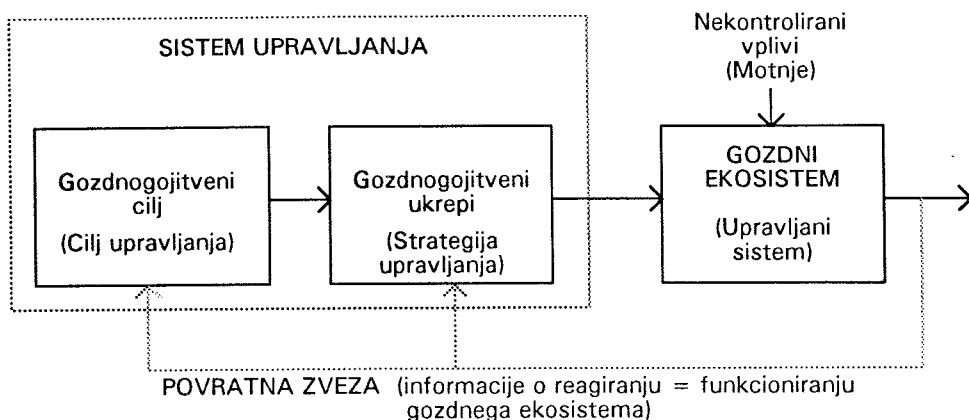 SISTEM UPRAVLJANJA
Nekontrolirani
vplivi
(Motnje)
Gozdnogojitveni
cilj
(Cilj upravljanja)
Gozdnogojitveni
ukrepi
(Strategija
upravljanja)
GOZDNI
EKOSISTEM
(Upravljani
sistem)
POVRATNA ZVEZA (informacije o reagiranju = funkcioniranju
gozdnega ekosistema)